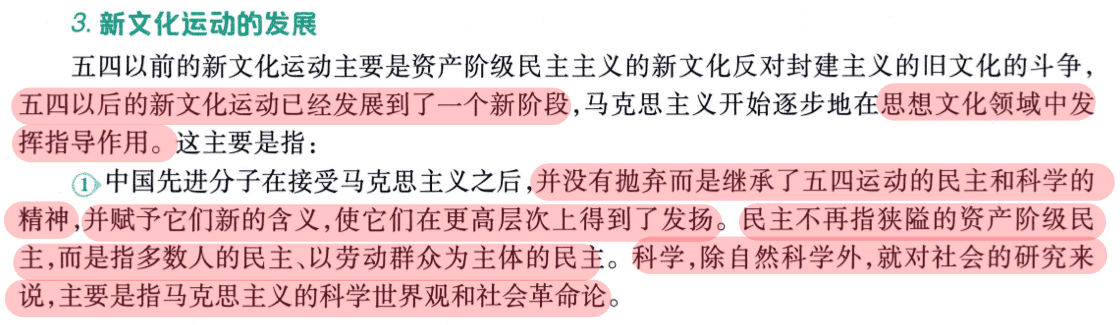 3. 新文化运动的发展
五四以前的新文化运动主要是资产阶级民主主义的新文化反对封建主义的旧文化的斗争，
五四以后的新文化运动已经发展到了一个新阶段，马克思主义开始逐步地在思想文化领域中发
挥指导作用。这主要是指：
①中国先进分子在接受马克思主义之后，并没有抛弃而是继承了五四运动的民主和科学的
精神，并赋予它们新的含义，使它们在更高层次上得到了发扬。民主不再指狭隘的资产阶级民
主，而是指多数人的民主、以劳动群众为主体的民主。科学，除自然科学外，就对社会的研究来
说，主要是指马克思主义的科学世界观和社会革命论。